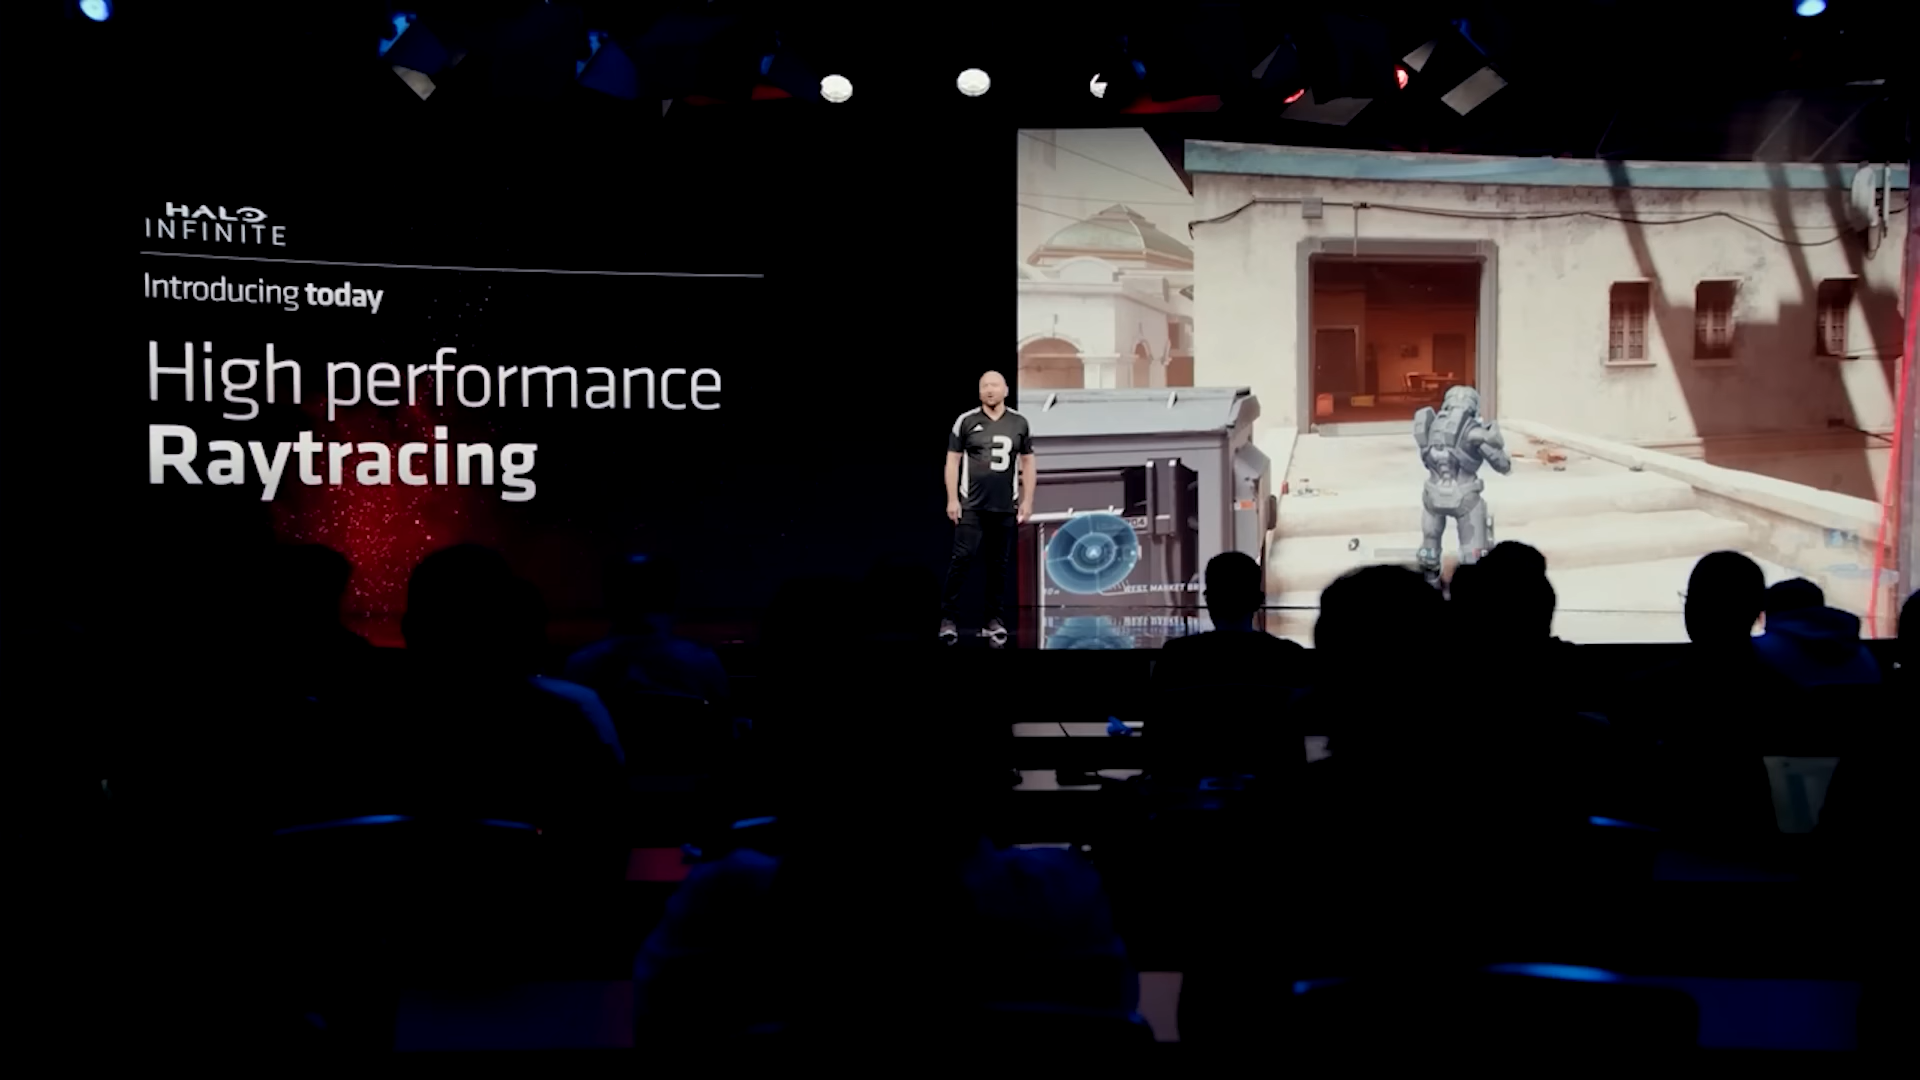 HALO
INFINITE
Introducing today
High performance
Raytracing
3